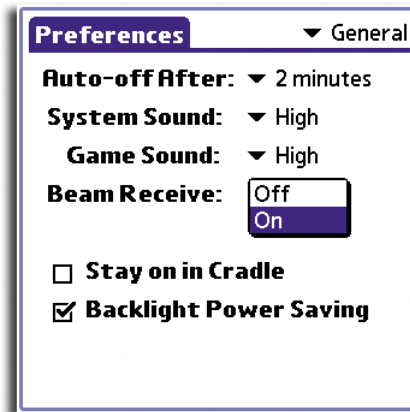 Preferences General
Auto-off After: 2 minutes
System Sound: High
Game Sound: High
Beam Receive: Off
On
Stay on in Cradle
Backlight Power Saving